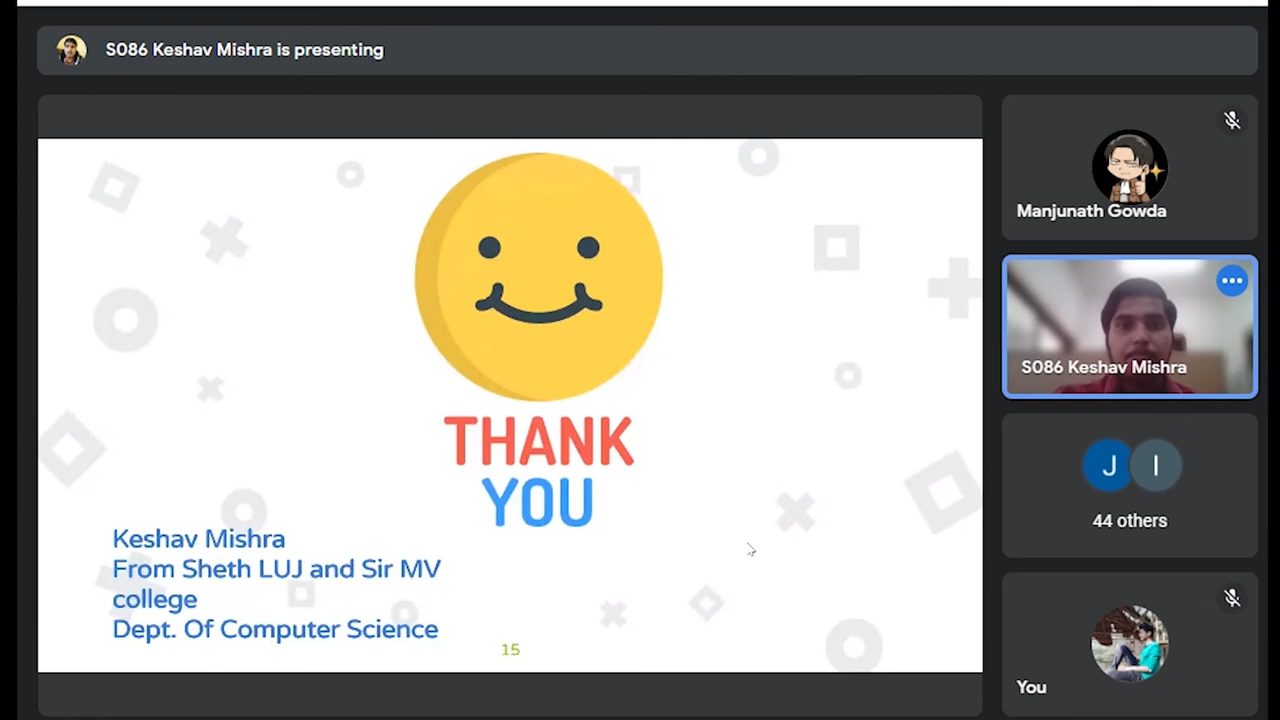 S086 Keshav Mishra is presenting
Manjunath Gowda
S086 Keshav Mishra
J I
44 others
You
THANK
YOU
Keshav Mishra
From Sheth LUJ and Sir MV
college
Dept. Of Computer Science
15